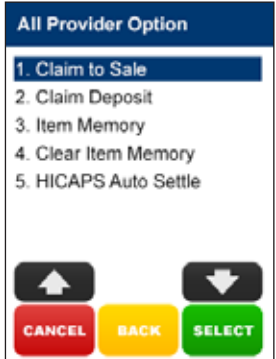 All Provider Option
1. Claim to Sale
2. Claim Deposit
3. Item Memory
4. Clear Item Memory
5. HICAPS Auto Settle
CANCEL BACK SELECT